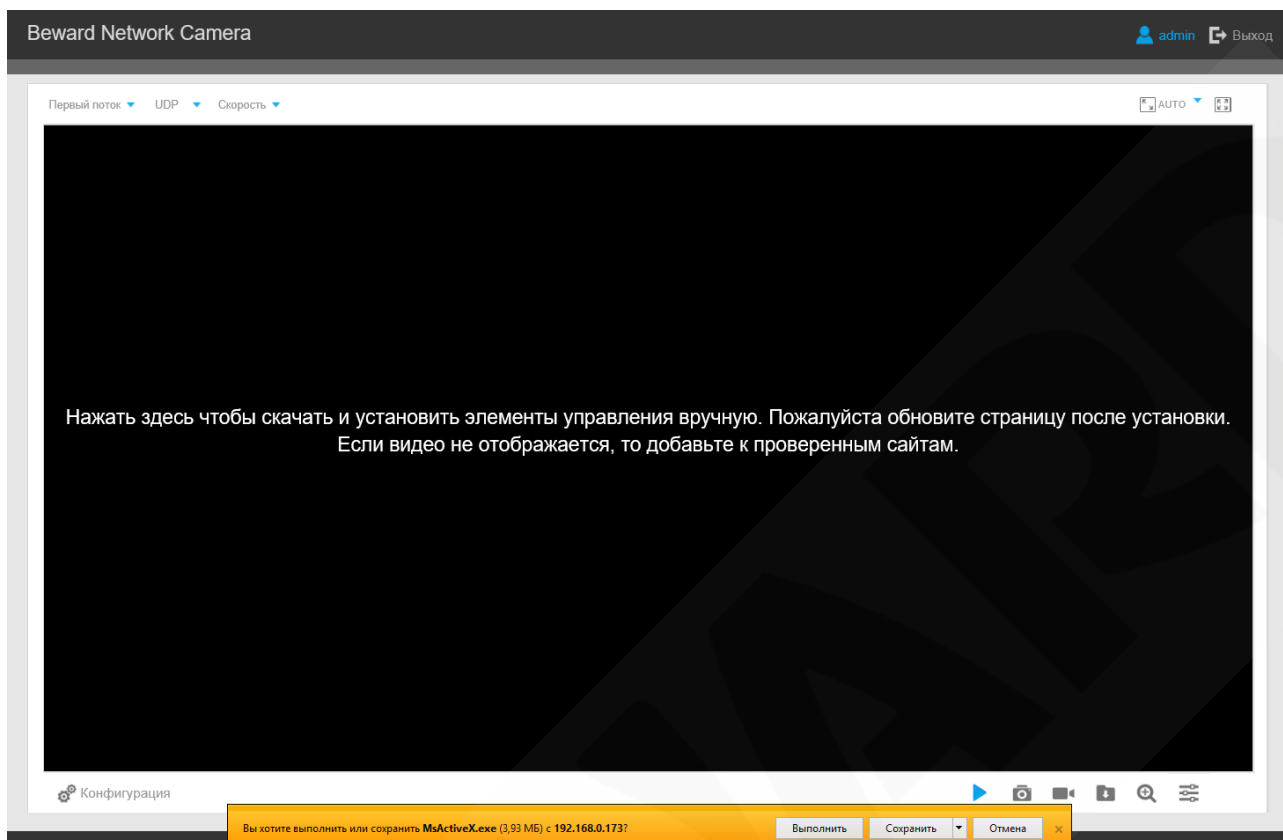 Beward Network Camera
admin Выход
Первый поток UDP Скорость AUTO
Нажать здесь чтобы скачать и установить элементы управления вручную. Пожалуйста обновите страницу после установки.
Если видео не отображается, то добавьте к проверенным сайтам.
Конфигурация
Вы хотите выполнить или сохранить MsActiveX.exe (3,93 МБ) с 192.168.0.173? Выполнить Сохранить Отмена ×